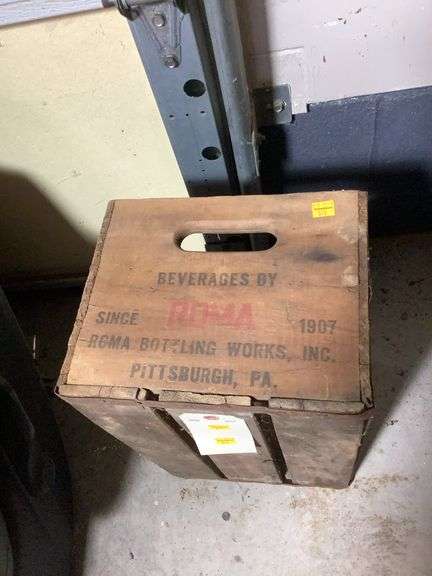 BEVERAGES BY
SINCE ROMA 1907
ROMA BOTTLING WORKS, INC.
PITTSBURGH, PA.